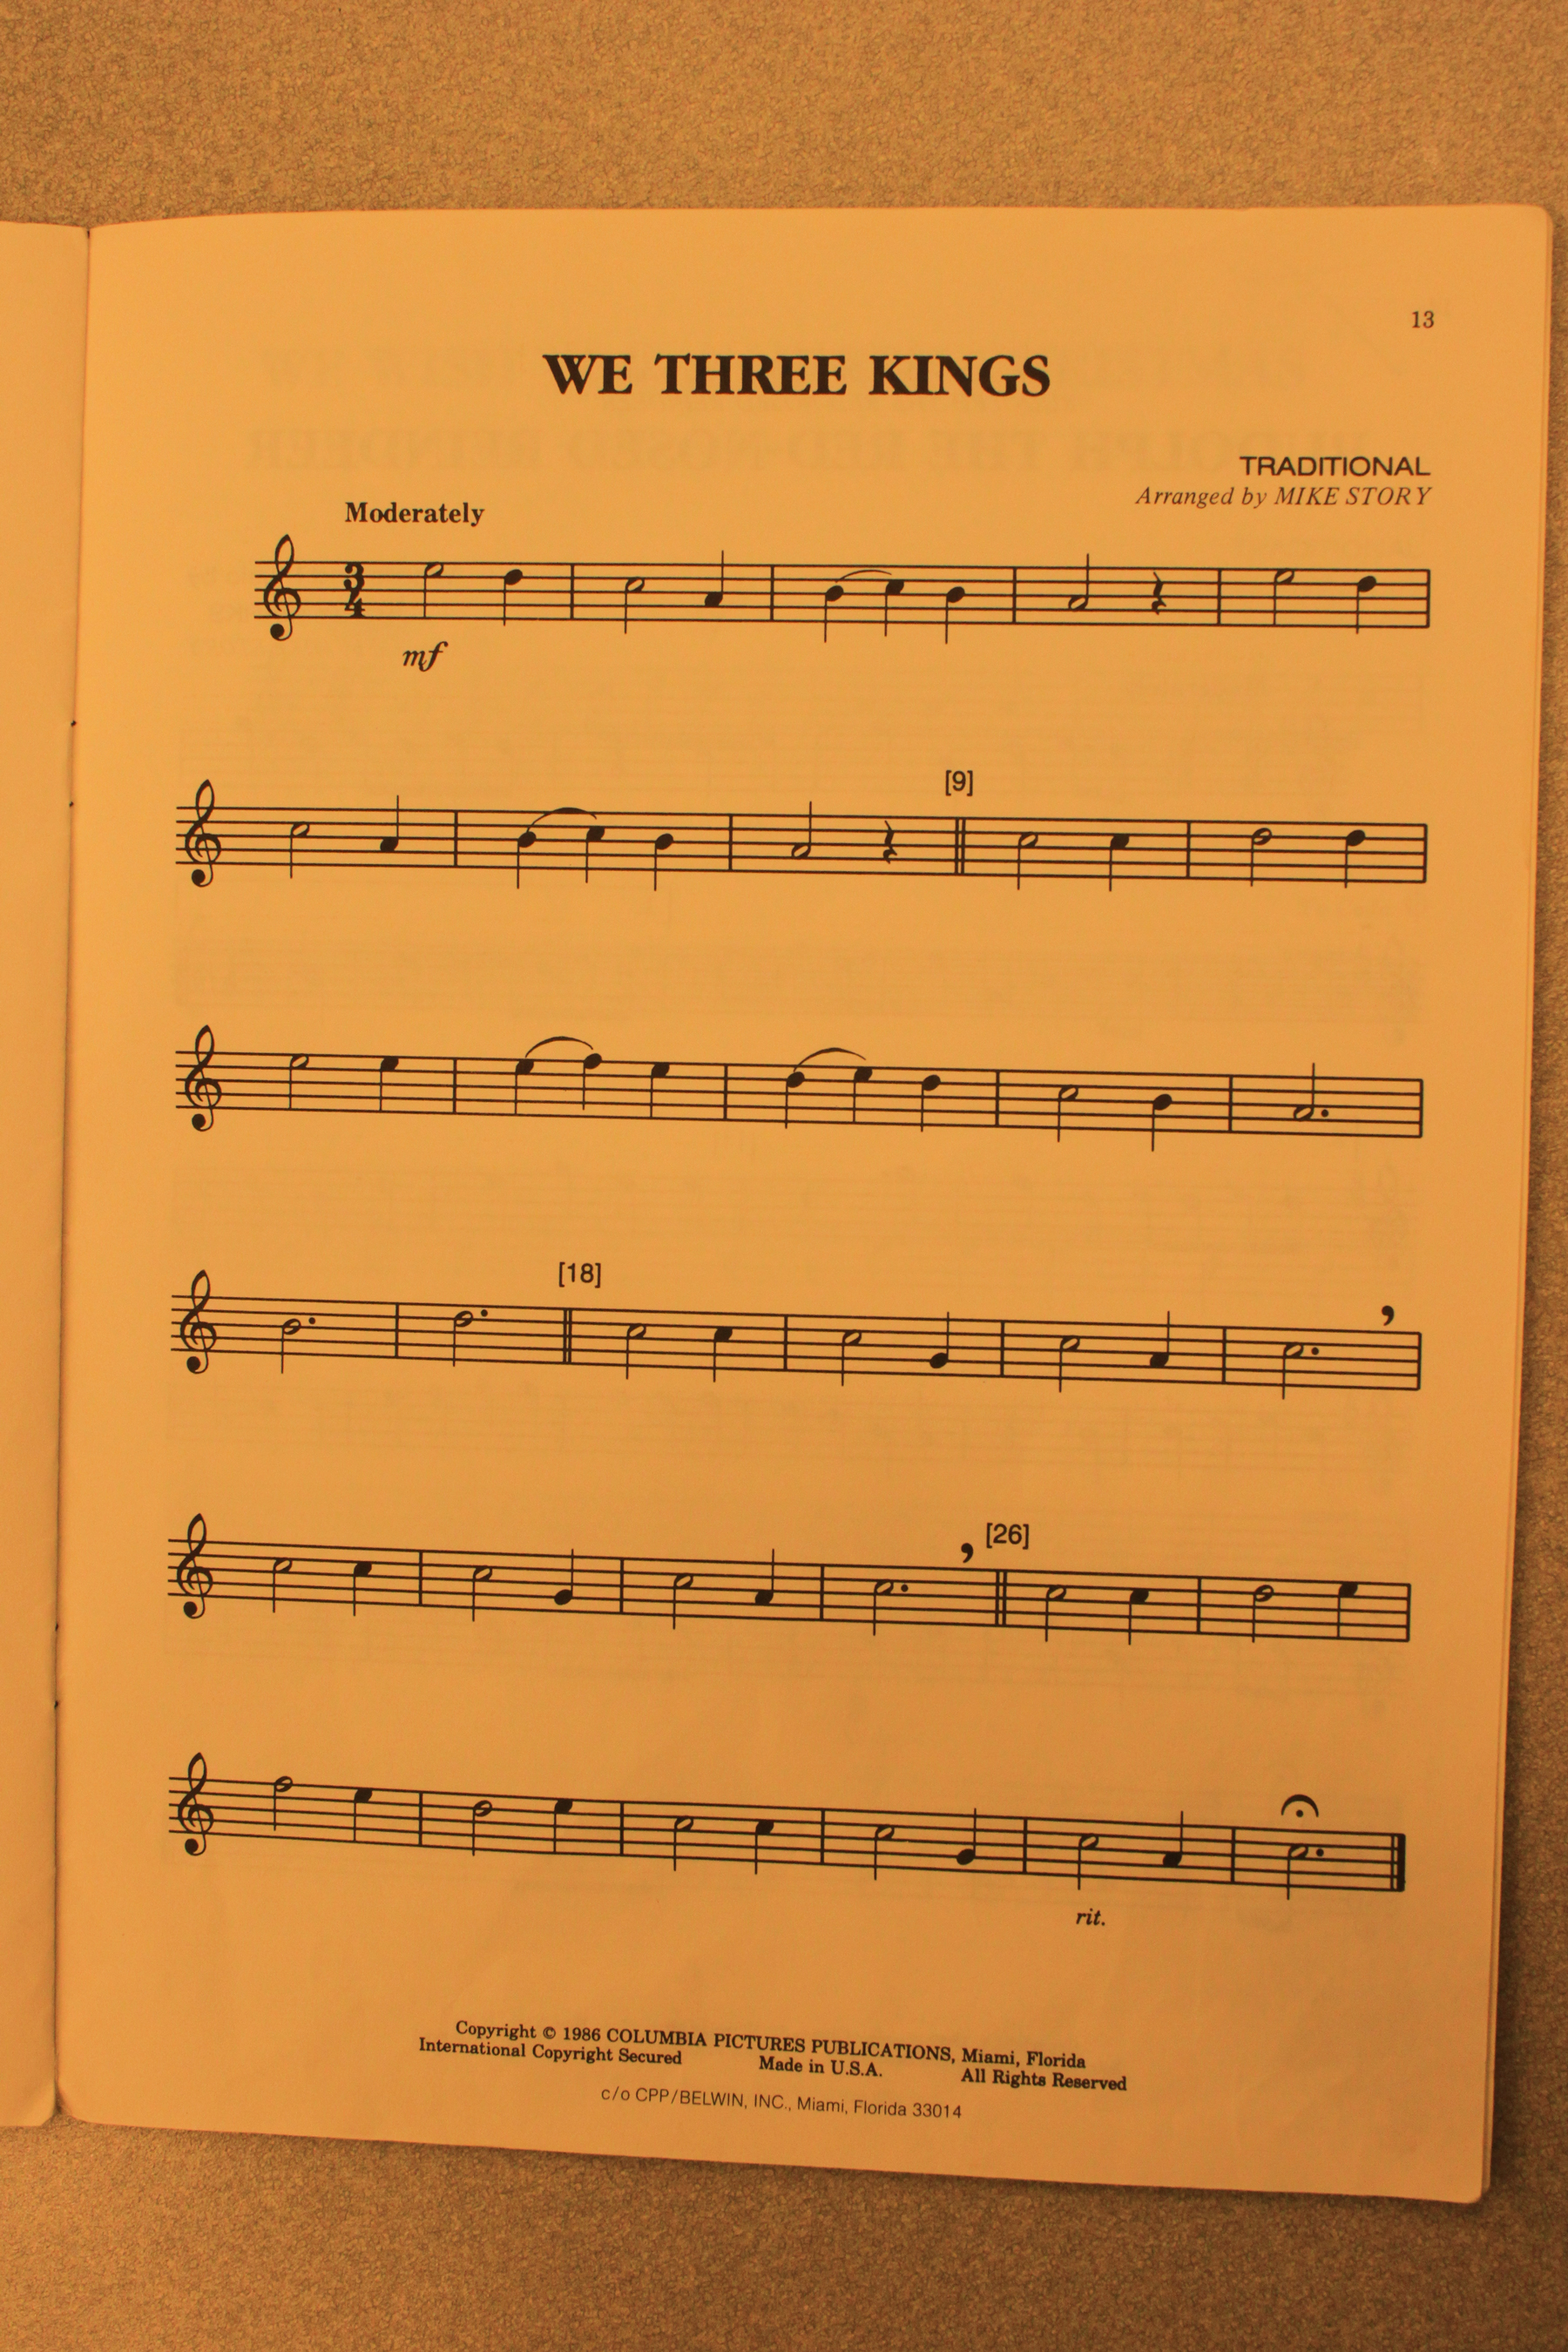 13
WE THREE KINGS
TRADITIONAL
Arranged by MIKE STORY
Moderately
3
4
mf
[9]
[18]
[26]
rit.
Copyright © 1986 COLUMBIA PICTURES PUBLICATIONS, Miami, Florida
International Copyright Secured Made in U.S.A. All Rights Reserved
c/o CPP/BELWIN, INC., Miami, Florida 33014